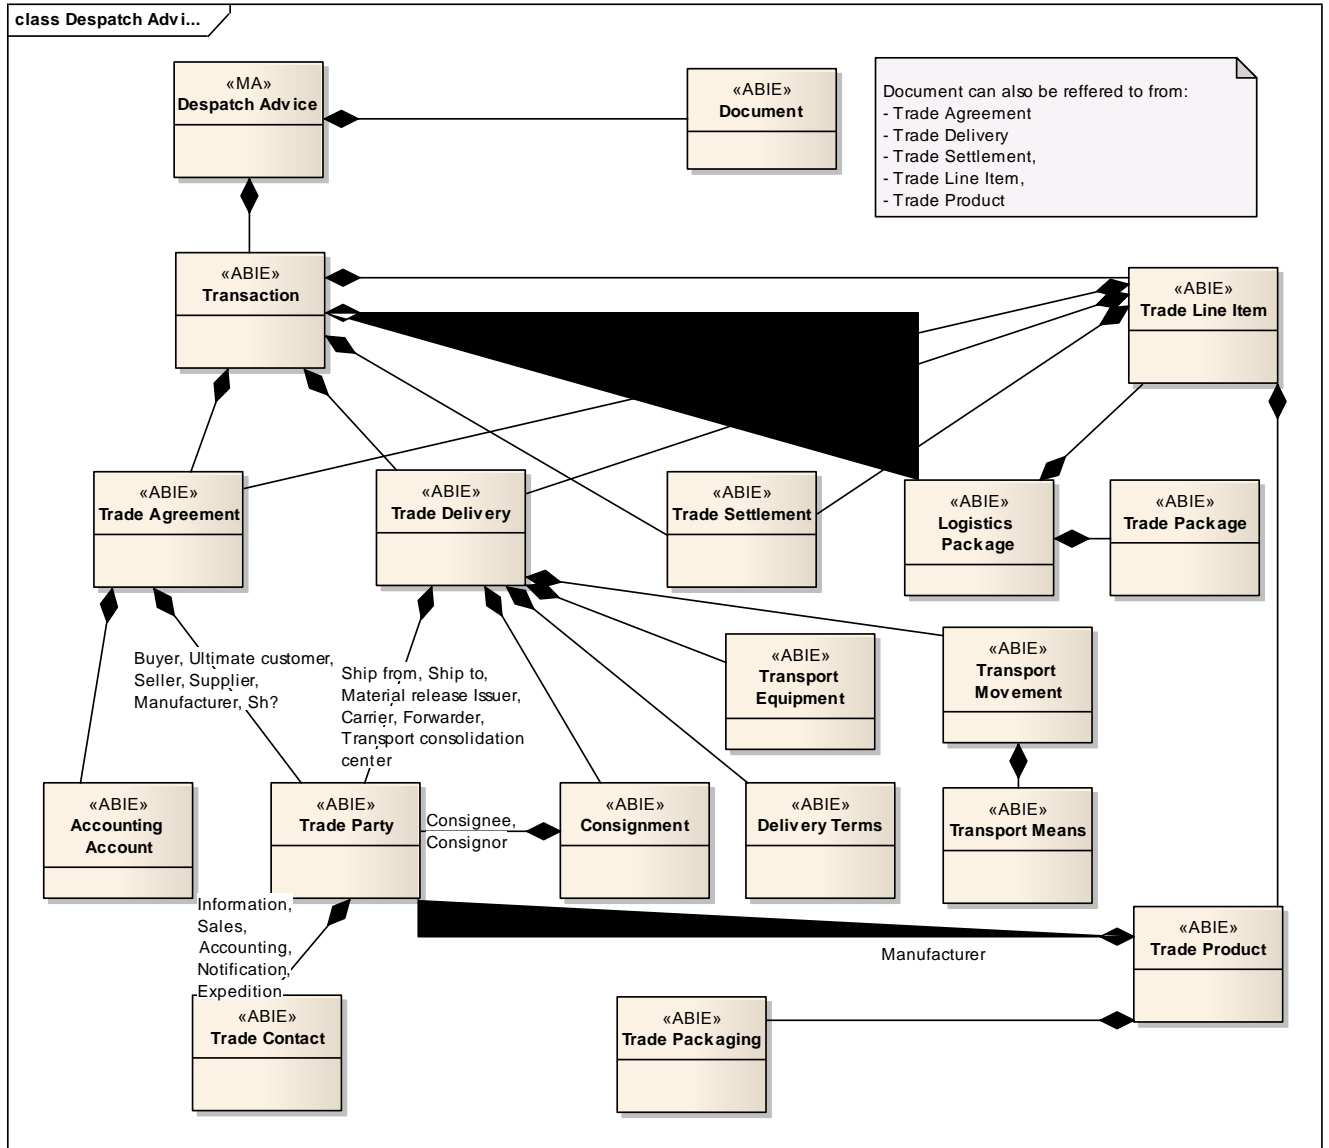 class Despatch Advi...
«MA»
Despatch Advice
«ABIE»
Document
Document can also be reffered to from:
- Trade Agreement
- Trade Delivery
- Trade Settlement,
- Trade Line Item,
- Trade Product
«ABIE»
Transaction
«ABIE»
Trade Line Item
«ABIE»
Trade Agreement
«ABIE»
Trade Delivery
«ABIE»
Trade Settlement
«ABIE»
Logistics
Package
«ABIE»
Trade Package
Buyer, Ultimate customer,
Seller, Supplier,
Manufacturer, Sh?
Ship from, Ship to,
Material release Issuer,
Carrier, Forwarder,
Transport consolidation
center
«ABIE»
Transport
Equipment
«ABIE»
Transport
Movement
«ABIE»
Accounting
Account
«ABIE»
Trade Party
Consignee,
Consignor
«ABIE»
Consignment
«ABIE»
Delivery Terms
«ABIE»
Transport Means
Information,
Sales,
Accounting,
Notification,
Expedition
Manufacturer
«ABIE»
Trade Product
«ABIE»
Trade Contact
«ABIE»
Trade Packaging